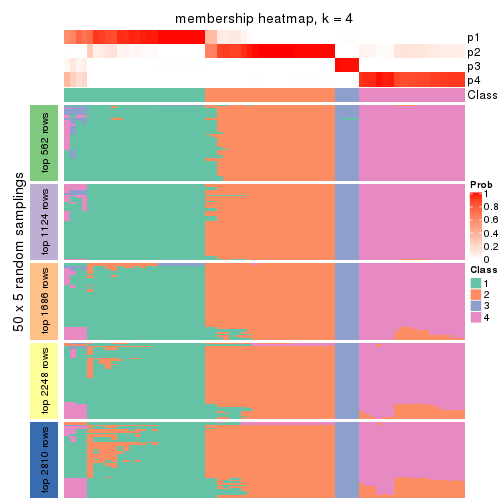 membership heatmap, k = 4
p1
p2
p3
p4
Class
50 x 5 random samplings
top 562 rows
top 1124 rows
top 1686 rows
top 2248 rows
top 2810 rows
Prob
1
0.8
0.6
0.4
0.2
0
Class
1
2
3
4